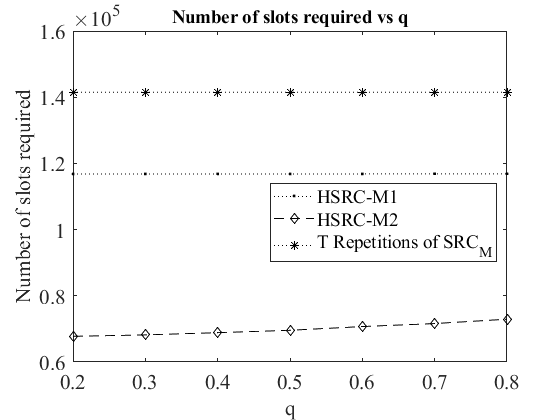 Number of slots required vs q
×10^5
1.6
1.4
1.2
1
0.8
0.6
Number of slots required
HSRC-M1
HSRC-M2
T Repetitions of SRC_M
0.2 0.3 0.4 0.5 0.6 0.7 0.8
q